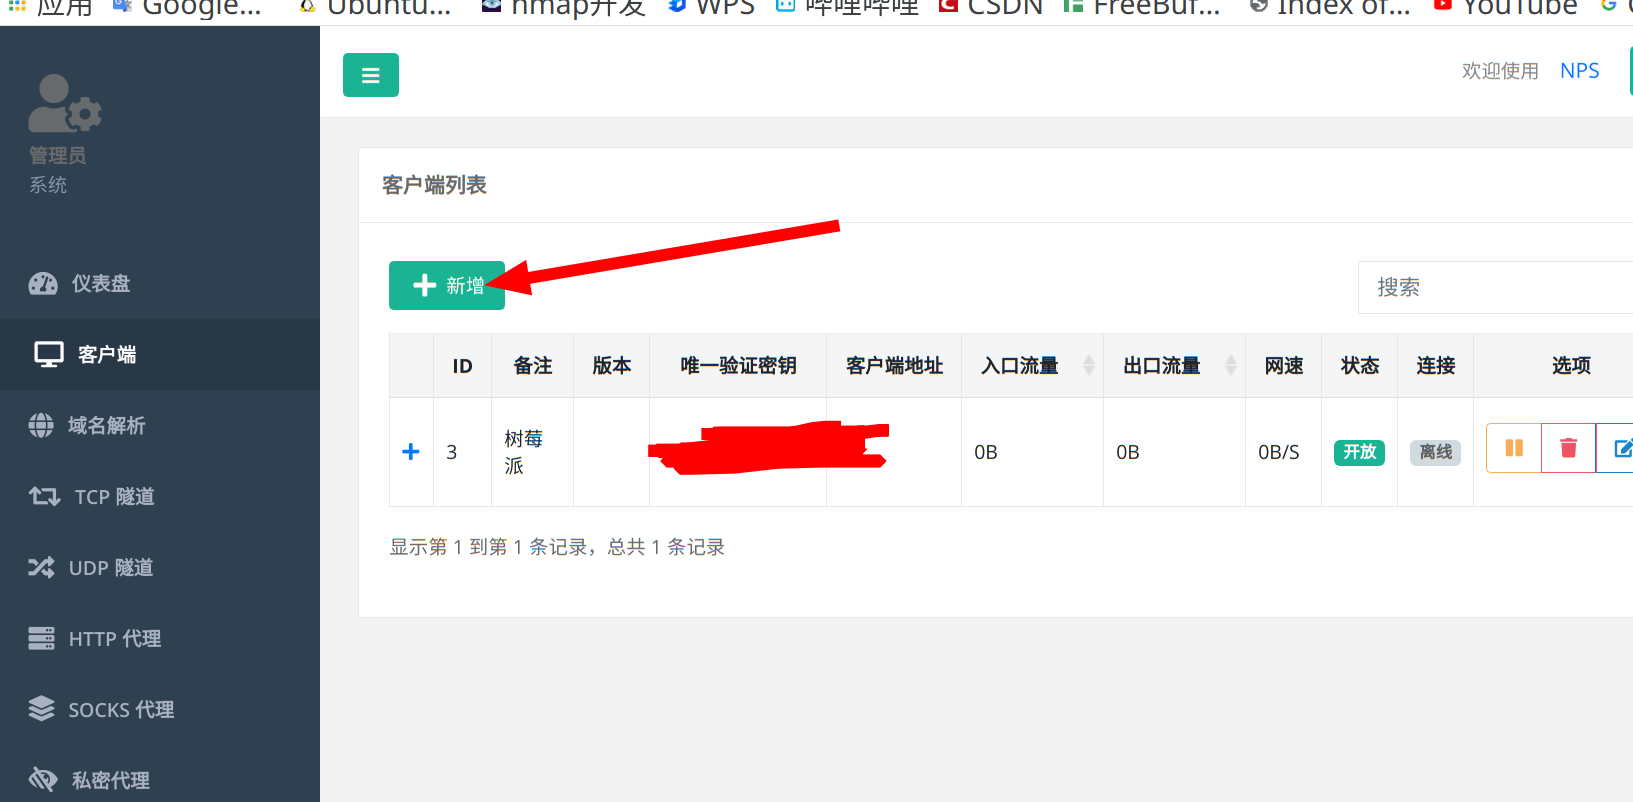 应用 Google... Ubuntu... nmap开发 WPS 哔哩哔哩 CSDN FreeBuf... Index of... YouTube
欢迎使用 NPS
管理员
系统
客户端列表
仪表盘
新增
搜索
客户端
ID 备注 版本 唯一验证密钥 客户端地址 入口流量 出口流量 网速 状态 连接 选项
域名解析
3 树莓
派 0B 0B 0B/S 开放 离线
TCP 隧道
显示第 1 到第 1 条记录，总共 1 条记录
UDP 隧道
HTTP 代理
SOCKS 代理
私密代理